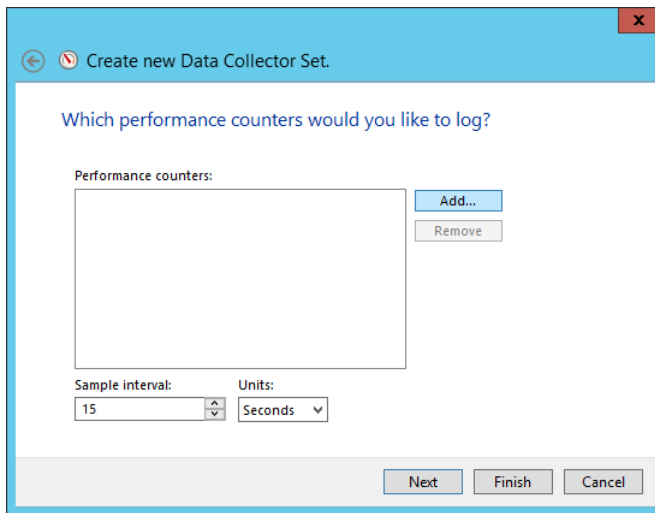 x
Create new Data Collector Set.
Which performance counters would you like to log?
Performance counters:
Add...
Remove
Sample interval: Units:
15 Seconds
Next Finish Cancel